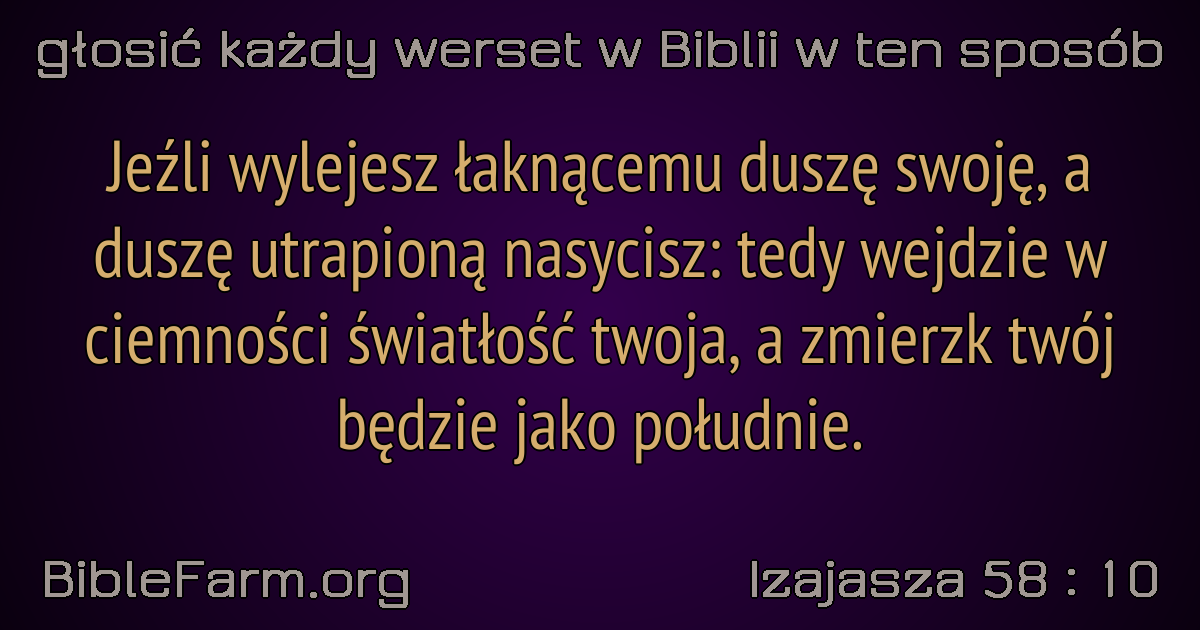 głosić każdy werset w Biblii w ten sposób
Jeźli wylejesz łaknącemu duszę swoję, a
duszę utrapioną nasycisz: tedy wejdzie w
ciemności światłość twoja, a zmierzk twój
będzie jako południe.
BibleFarm.org
Izajasza 58 : 10